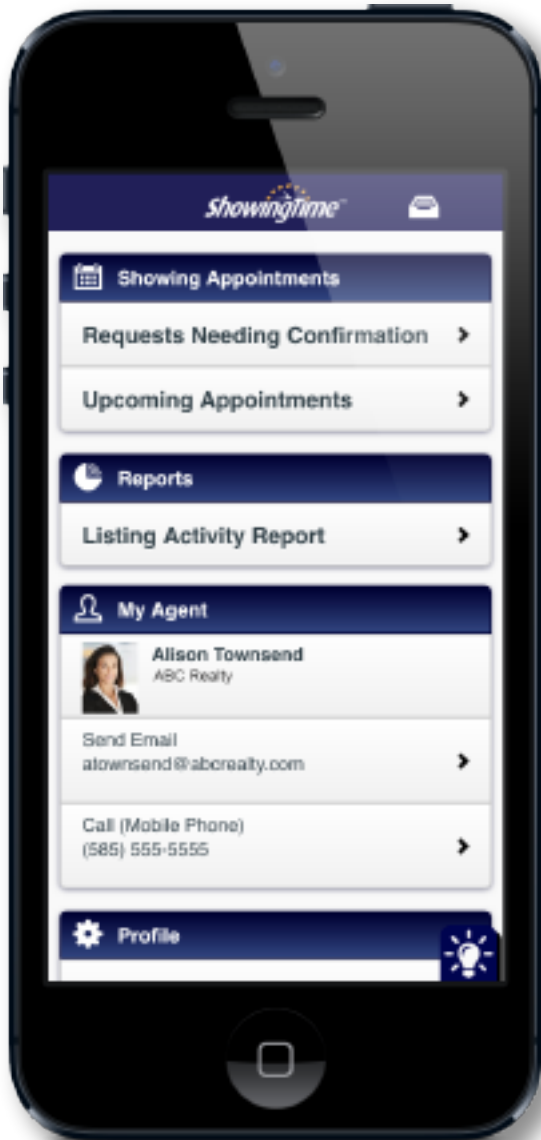 ShowingTime™
Showing Appointments
Requests Needing Confirmation
Upcoming Appointments
Reports
Listing Activity Report
My Agent
Alison Townsend
ABC Realty
Send Email
atownsend@abcrealty.com
Call (Mobile Phone)
(585) 555-5555
Profile